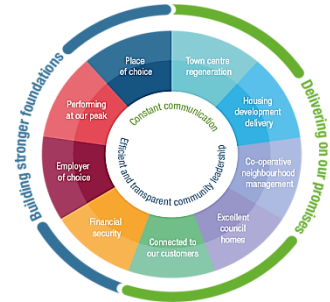 Building stronger foundations
Delivering on our promises
Place
of choice
Town centre
regeneration
Housing
development
delivery
Co-operative
neighbourhood
management
Excellent
council
homes
Connected to
our customers
Financial
security
Employer
of choice
Performing
at our peak
Constant communication
Efficient and transparent community leadership